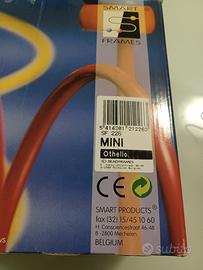 SMART
S
FRAMES
5 414081 212260
SF 226
MINI
Othello
SMART PRODUCTS®
fax (32) 15/45 10 60
H. Consciencestraat 46-48
B -2800 Mechelen
BELGIUM
CE
subito